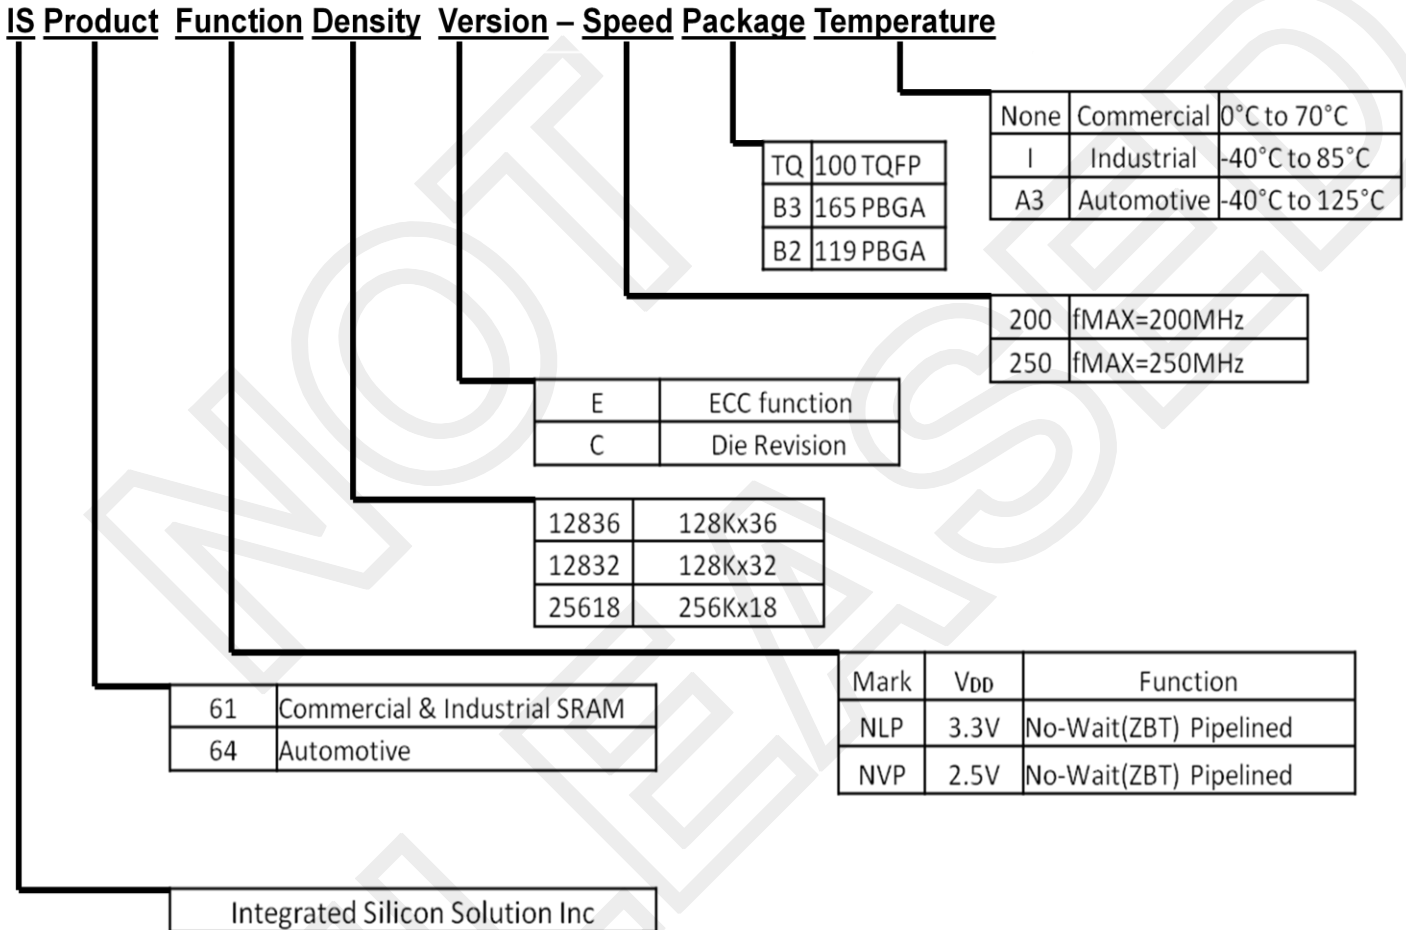 IS Product Function Density Version – Speed Package Temperature
None Commercial 0°C to 70°C
I Industrial -40°C to 85°C
A3 Automotive -40°C to 125°C
TQ 100 TQFP
B3 165 PBGA
B2 119 PBGA
200 fMAX=200MHz
250 fMAX=250MHz
E ECC function
C Die Revision
12836 128Kx36
12832 128Kx32
25618 256Kx18
Mark VDD Function
NLP 3.3V No-Wait(ZBT) Pipelined
NVP 2.5V No-Wait(ZBT) Pipelined
61 Commercial & Industrial SRAM
64 Automotive
Integrated Silicon Solution Inc
NOT